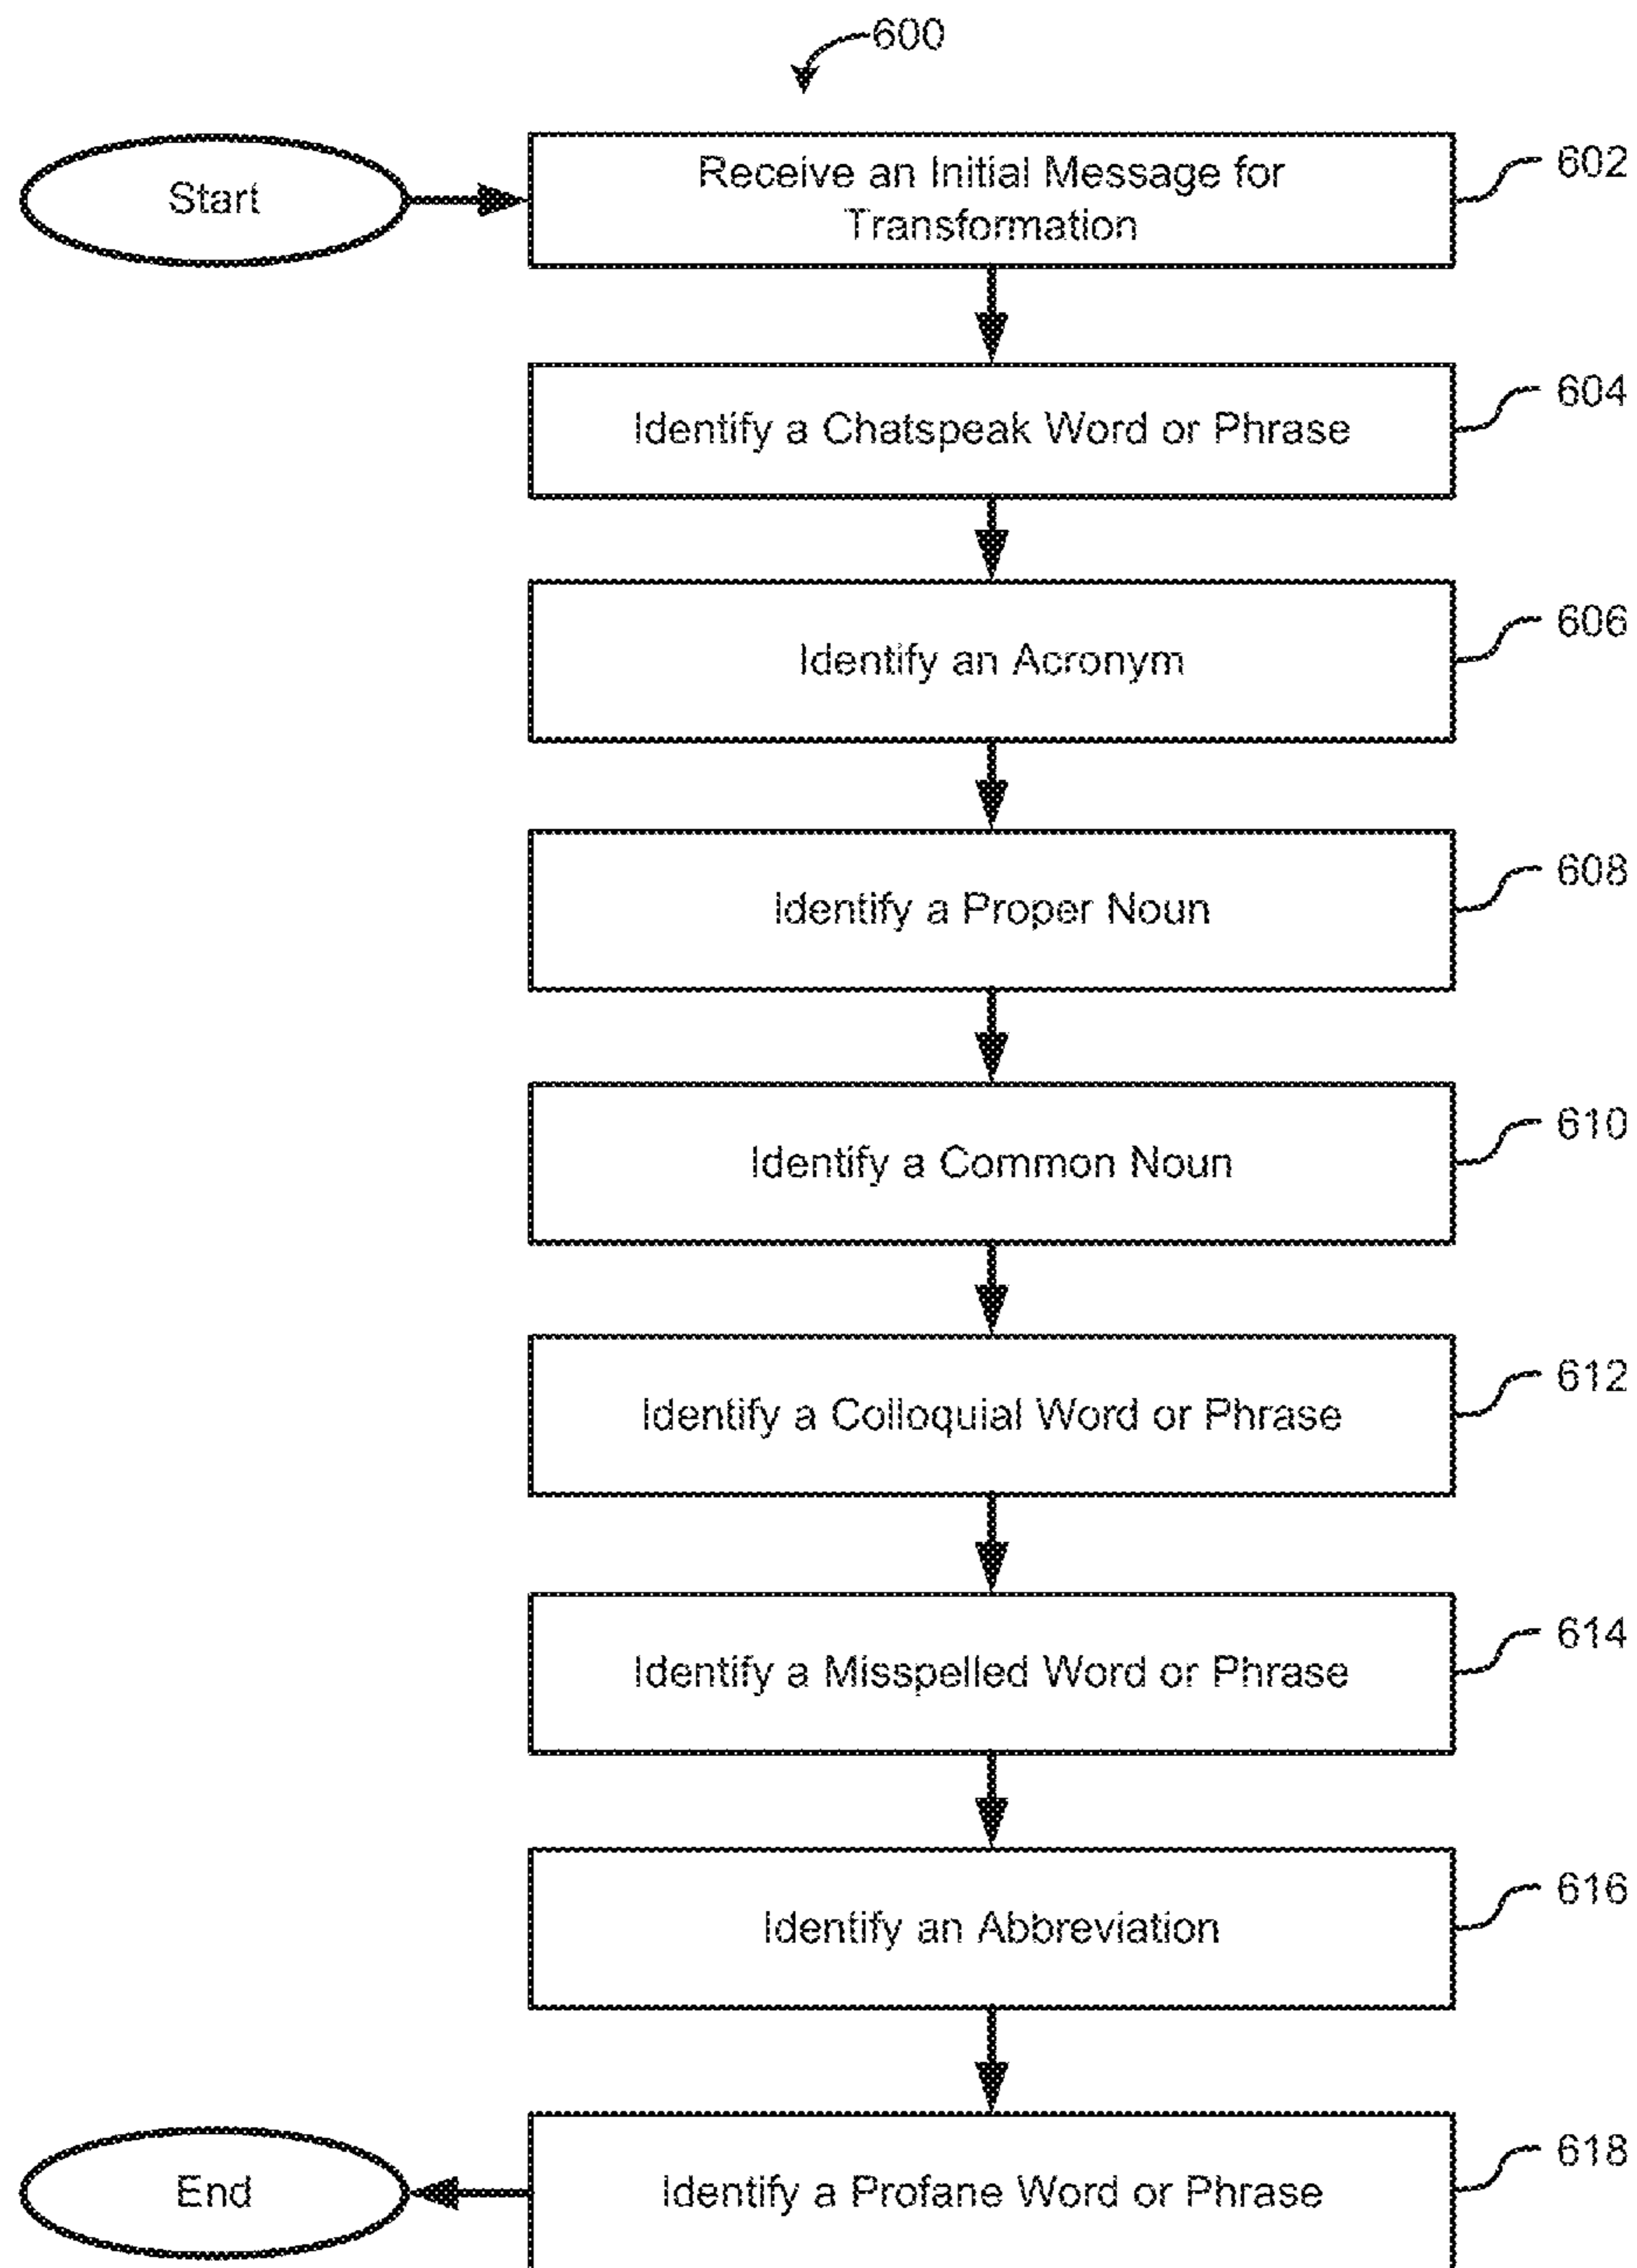 600
Start
Receive an Initial Message for
Transformation
602
Identify a Chatspeak Word or Phrase
604
Identify an Acronym
606
Identify a Proper Noun
608
Identify a Common Noun
610
Identify a Colloquial Word or Phrase
612
Identify a Misspelled Word or Phrase
614
Identify an Abbreviation
616
Identify a Profane Word or Phrase
618
End